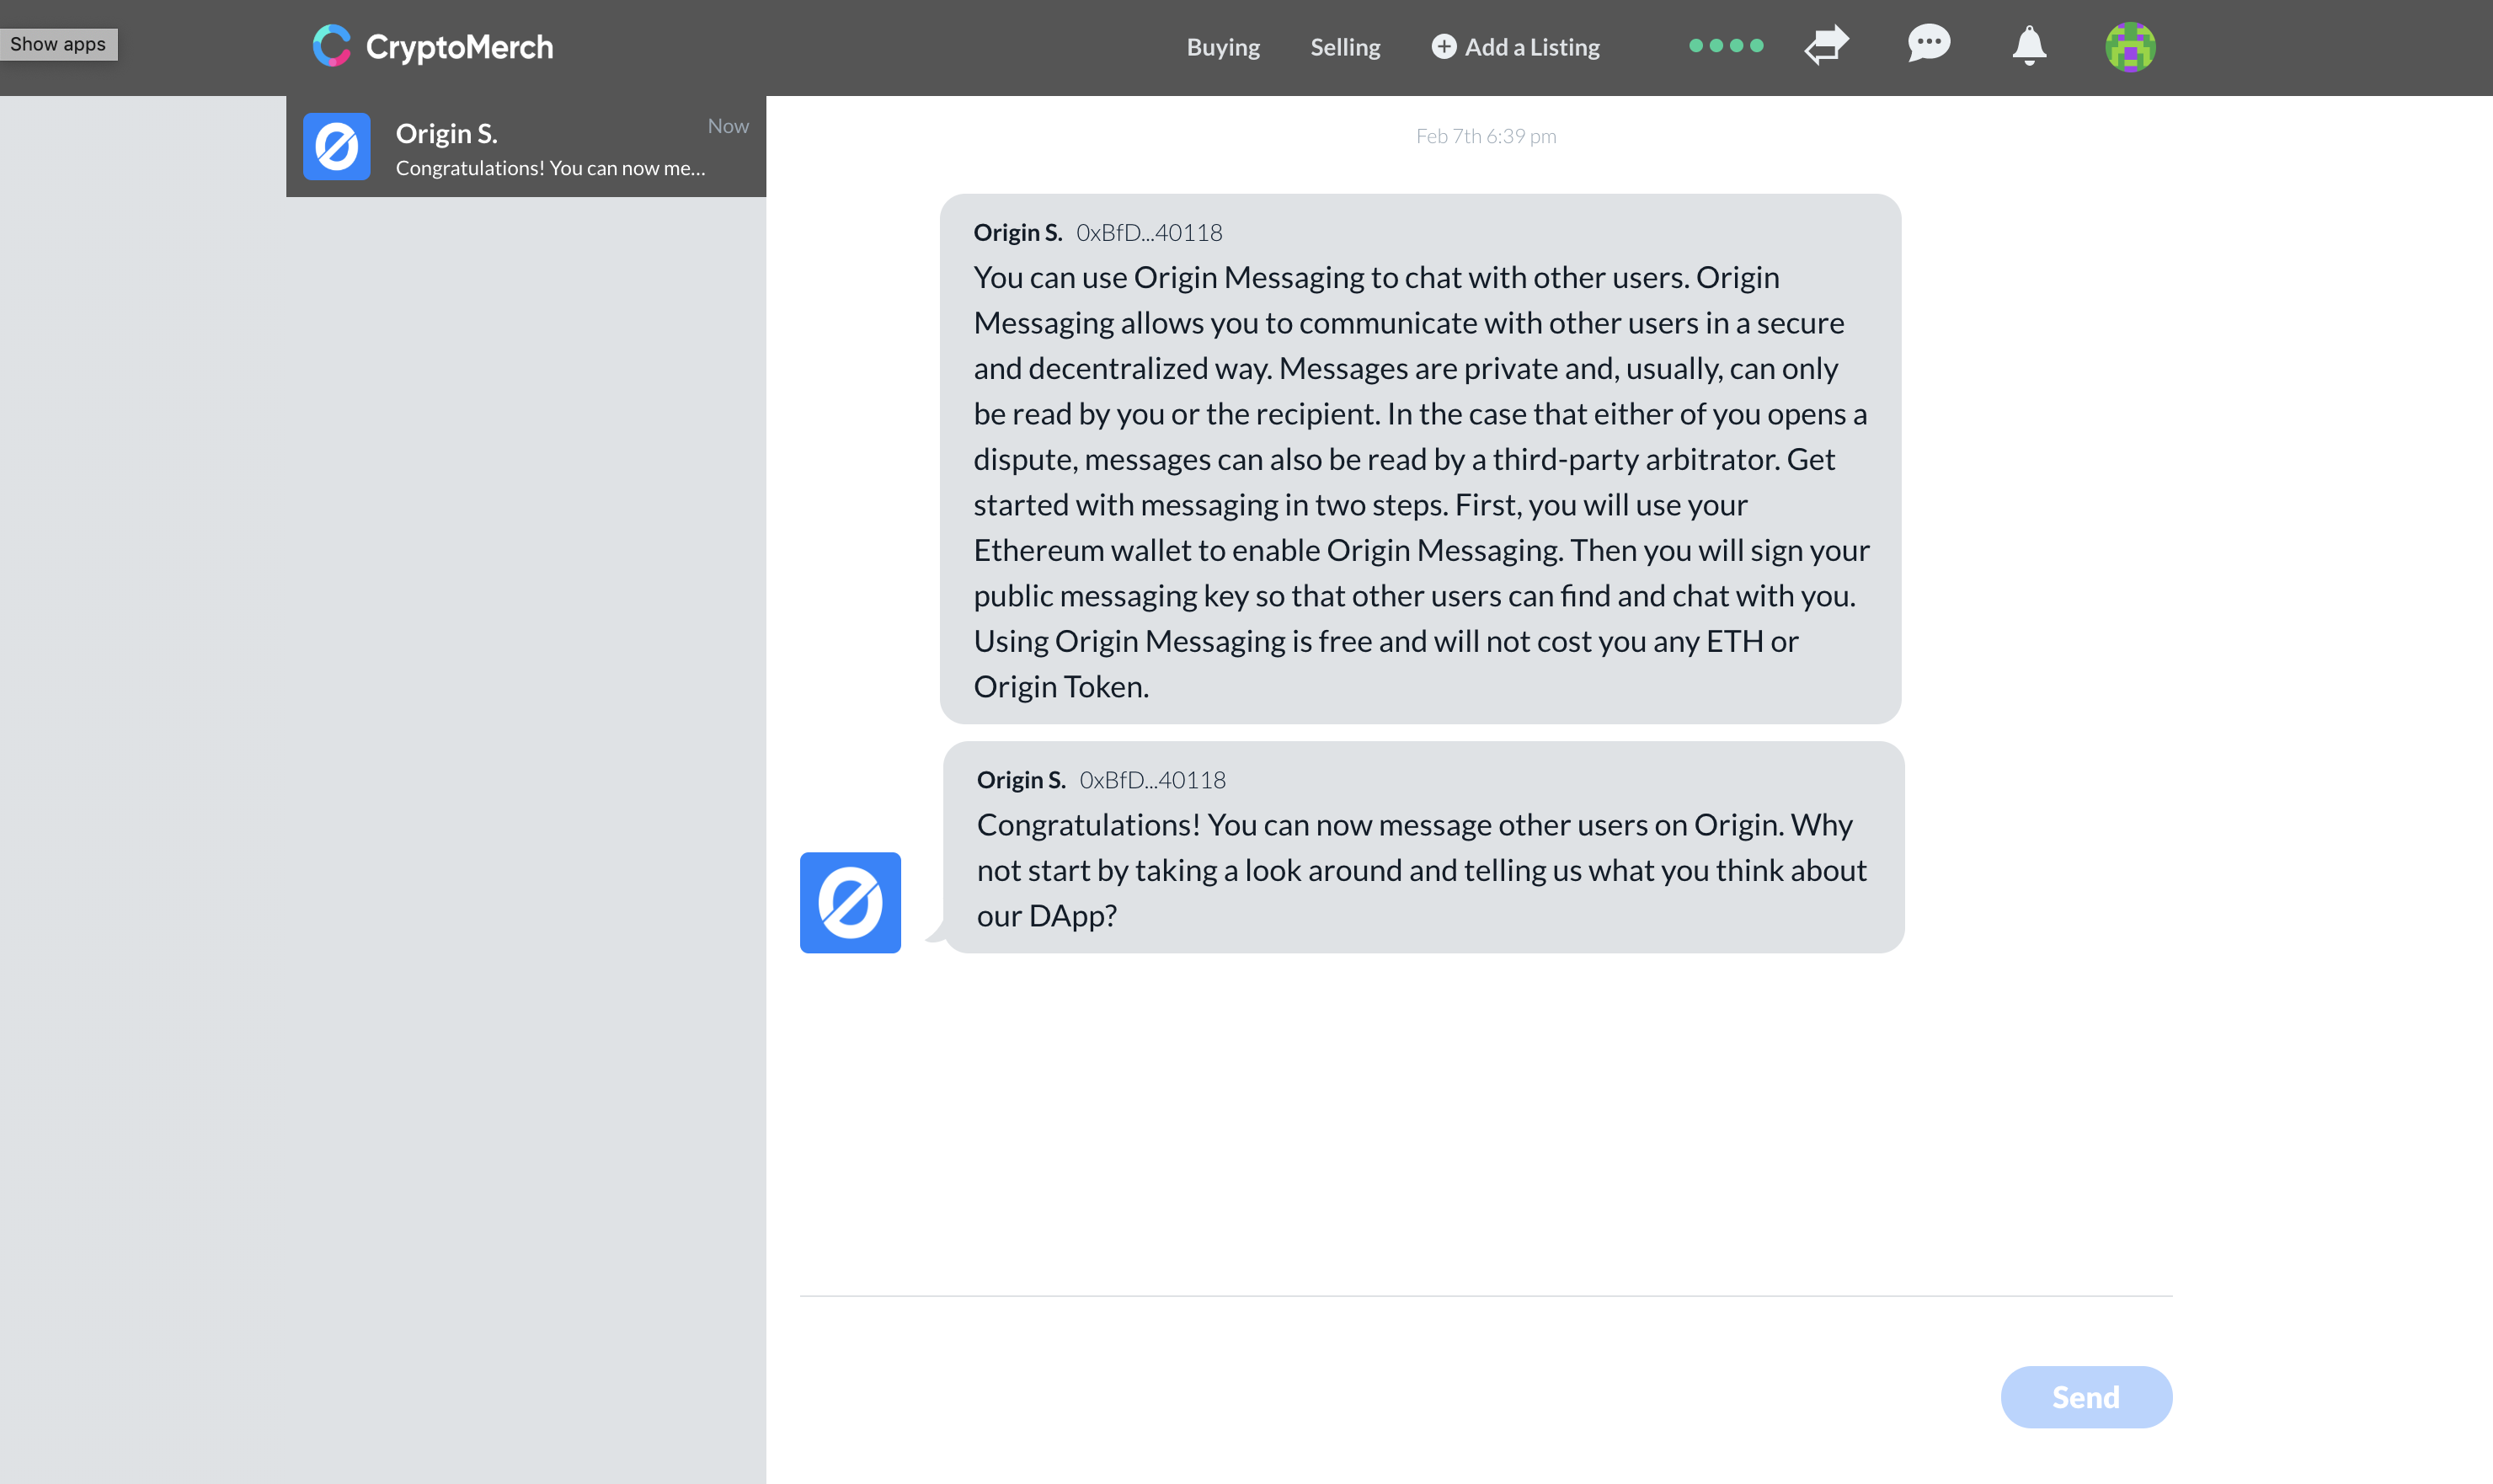 Show apps
CryptoMerch
Buying
Selling
Add a Listing
Origin S.
Now
Congratulations! You can now me...
Feb 7th 6:39 pm
Origin S. 0xBfD...40118
You can use Origin Messaging to chat with other users. Origin
Messaging allows you to communicate with other users in a secure
and decentralized way. Messages are private and, usually, can only
be read by you or the recipient. In the case that either of you opens a
dispute, messages can also be read by a third-party arbitrator. Get
started with messaging in two steps. First, you will use your
Ethereum wallet to enable Origin Messaging. Then you will sign your
public messaging key so that other users can find and chat with you.
Using Origin Messaging is free and will not cost you any ETH or
Origin Token.
Origin S. 0xBfD...40118
Congratulations! You can now message other users on Origin. Why
not start by taking a look around and telling us what you think about
our DApp?
Send